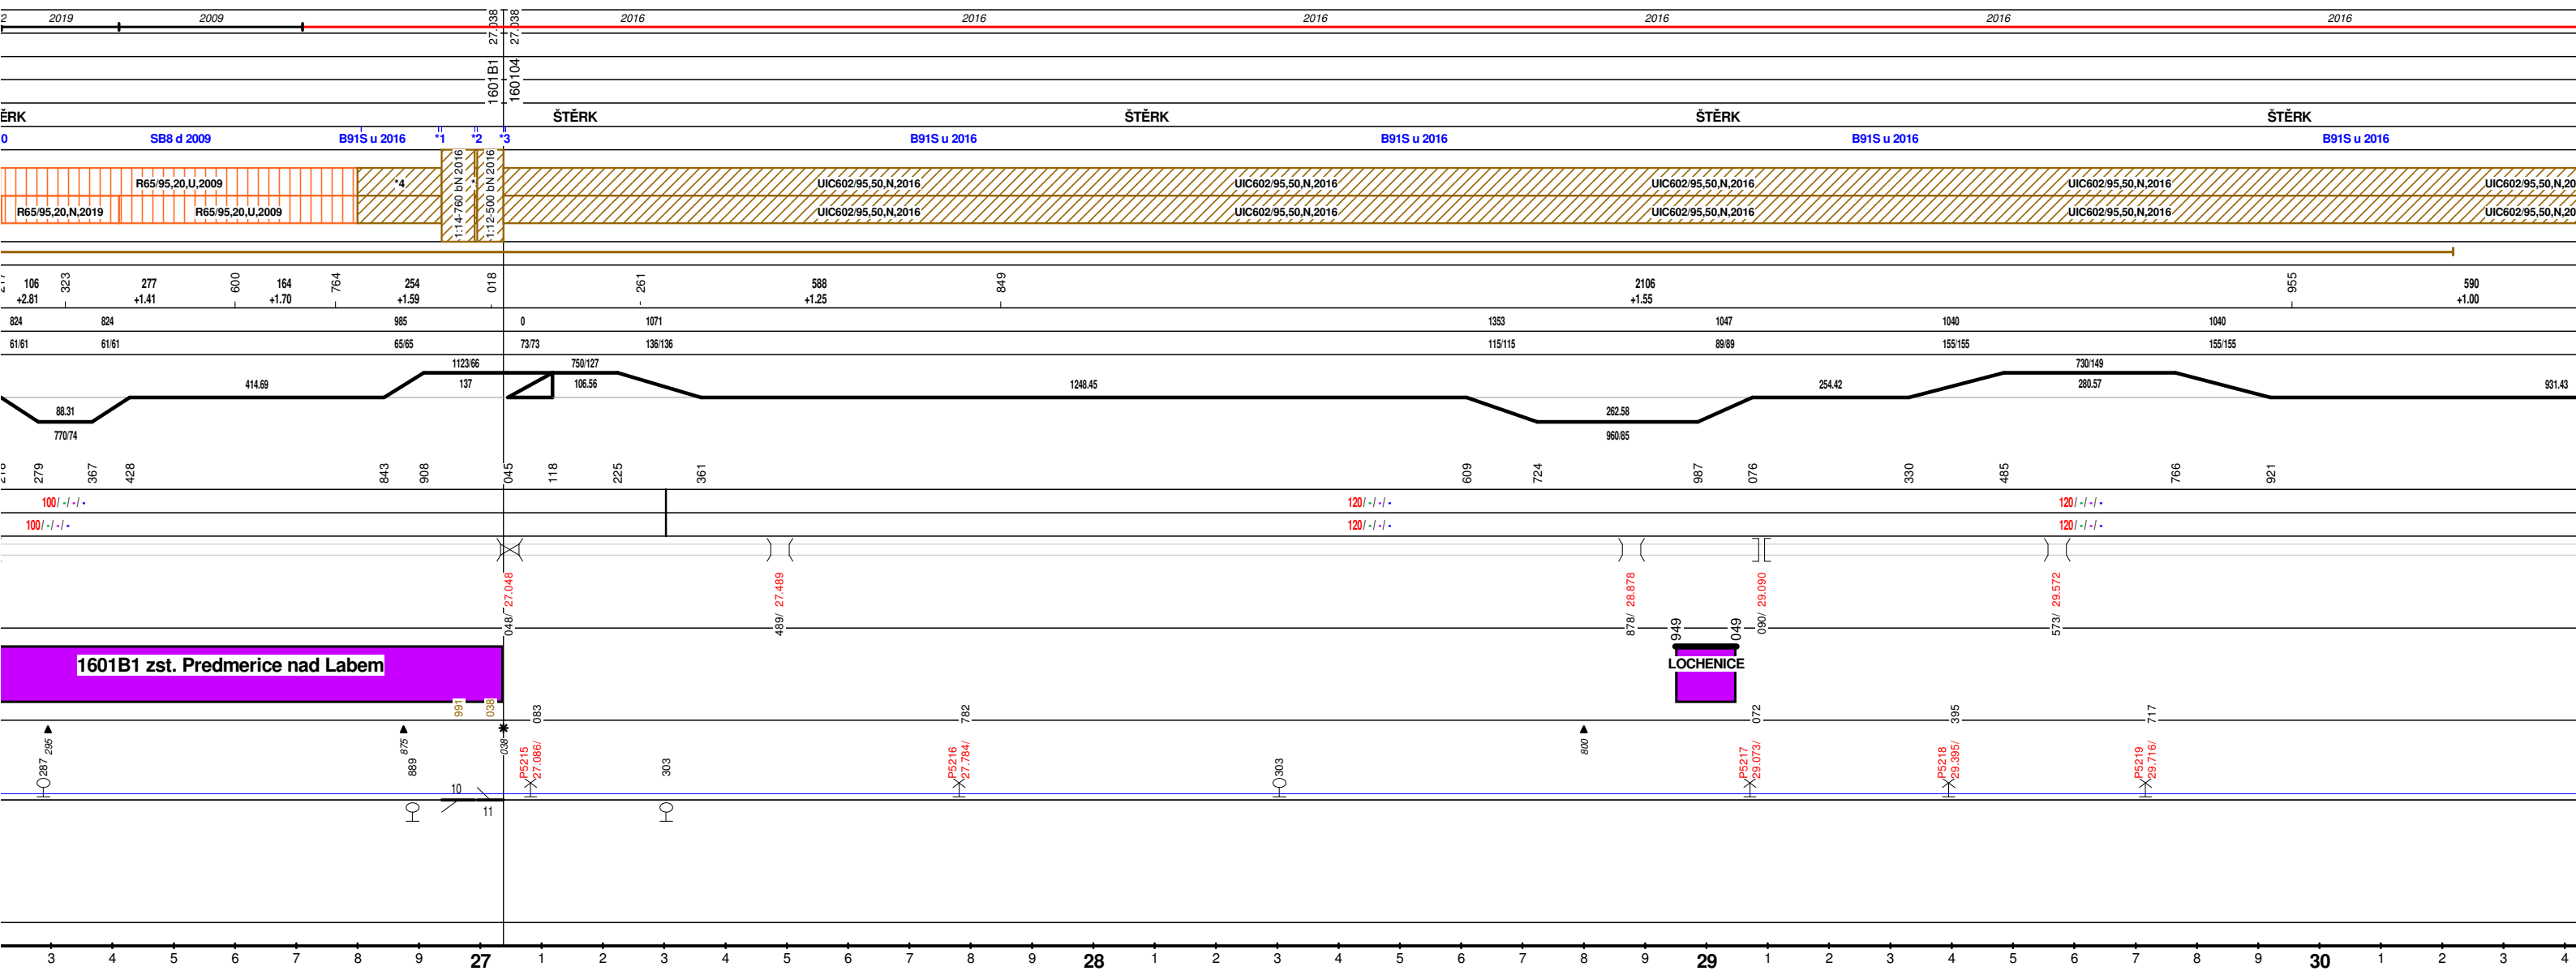 2 2019 2009 2016 2016 2016 2016 2016 2016
27.038 27.038
1601B1 160104
ĚRK ŠTĚRK ŠTĚRK ŠTĚRK ŠTĚRK
0 SB8 d 2009 B91S u 2016 *1 *2 *3 B91S u 2016 B91S u 2016 B91S u 2016 B91S u 2016
1:14-760 bN 2016 1:12-500 bN 2016
R65/95,20,U,2009 *4 * UIC602/95,50,N,2016 UIC602/95,50,N,2016 UIC602/95,50,N,2016 UIC602/95,50,N,2016 UIC602/95,50,N,20
R65/95,20,N,2019 R65/95,20,U,2009 UIC602/95,50,N,2016 UIC602/95,50,N,2016 UIC602/95,50,N,2016 UIC602/95,50,N,2016 UIC602/95,50,N,20
106 323 277 600 164 764 254 018 261 588 849 2106 955 590
+2.81 +1.41 +1.70 +1.59 +1.25 +1.55 +1.00
824 824 985 0 1071 1353 1047 1040 1040
61/61 61/61 65/65 73/73 136/136 115/115 89/89 155/155 155/155
1123/66 750/127 730/149
414.69 137 106.56 1248.45 254.42 280.57 931.43
88.31 262.58
770/74 960/85
279 367 428 843 908 045 118 225 361 609 724 987 076 330 485 766 921
100/ -/ -/ - 120/ -/ -/ - 120/ -/ -/ -
100/ -/ -/ - 120/ -/ -/ - 120/ -/ -/ -
048/ 27.048 489/ 27.489 878/ 28.878 090/ 29.090 573/ 29.572
949 049
1601B1 zst. Predmerice nad Labem LOCHENICE
991 038 083 782 072 395 717
295 875 038 800
287 889 P5215 27.086/ 303 P5216 27.784/ 303 P5217 29.073/ P5218 29.395/ P5219 29.716/
10
11
3 4 5 6 7 8 9 27 1 2 3 4 5 6 7 8 9 28 1 2 3 4 5 6 7 8 9 29 1 2 3 4 5 6 7 8 9 30 1 2 3 4